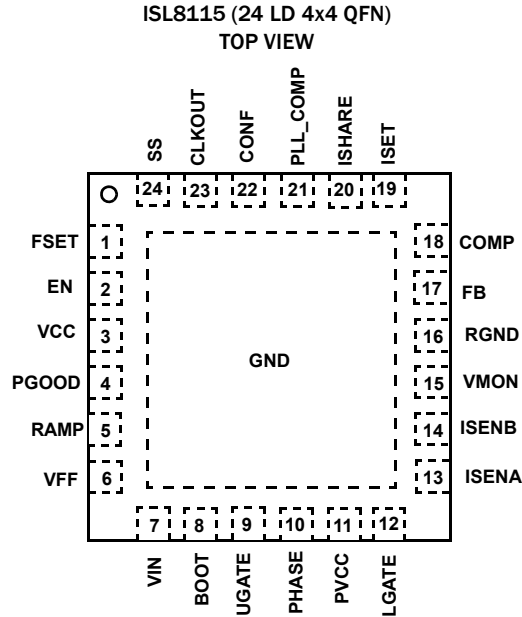 ISL8115 (24 LD 4x4 QFN)
TOP VIEW
SS
CLKOUT
CONF
PLL_COMP
ISHARE
ISET
24 23 22 21 20 19
FSET 1
EN 2
VCC 3
PGOOD 4
RAMP 5
VFF 6
GND
18 COMP
17 FB
16 RGND
15 VMON
14 ISENB
13 ISENA
7 8 9 10 11 12
VIN
BOOT
UGATE
PHASE
PVCC
LGATE